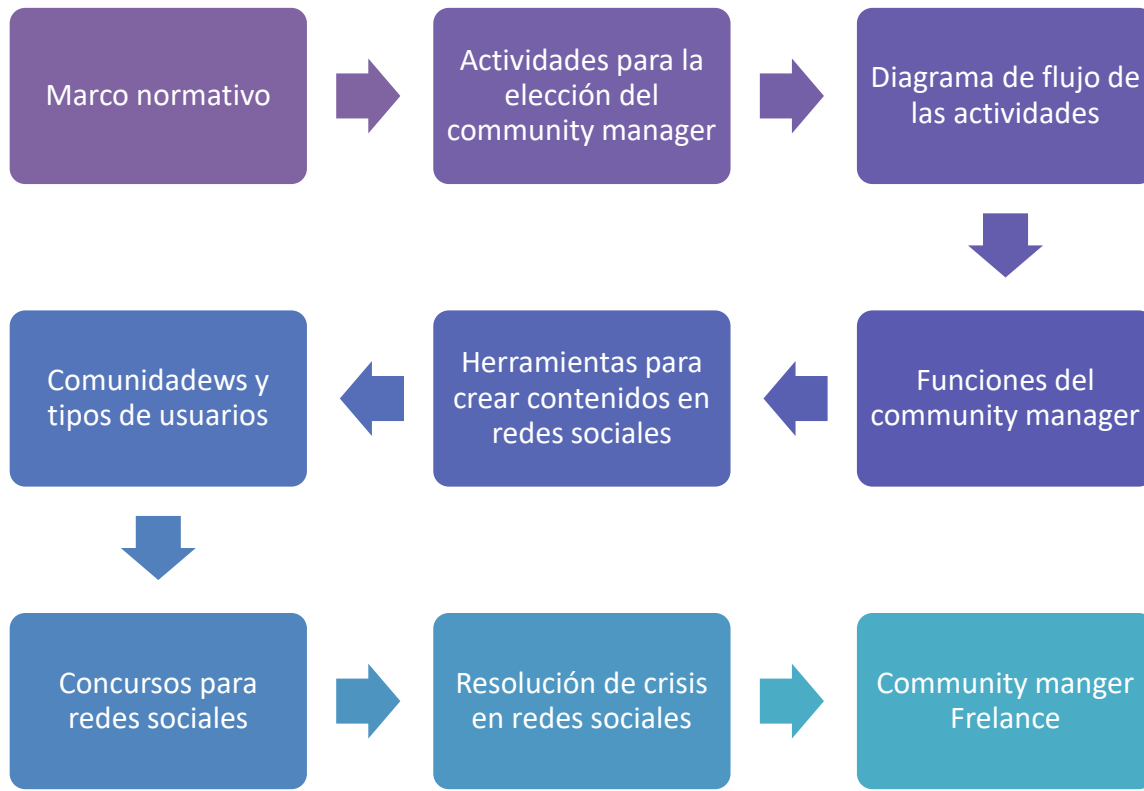 Marco normativo
Actividades para la
elección del
community manager
Diagrama de flujo de
las actividades
Funciones del
community manager
Herramientas para
crear contenidos en
redes sociales
Comunidadews y
tipos de usuarios
Concursos para
redes sociales
Resolución de crisis
en redes sociales
Community manger
Frelance